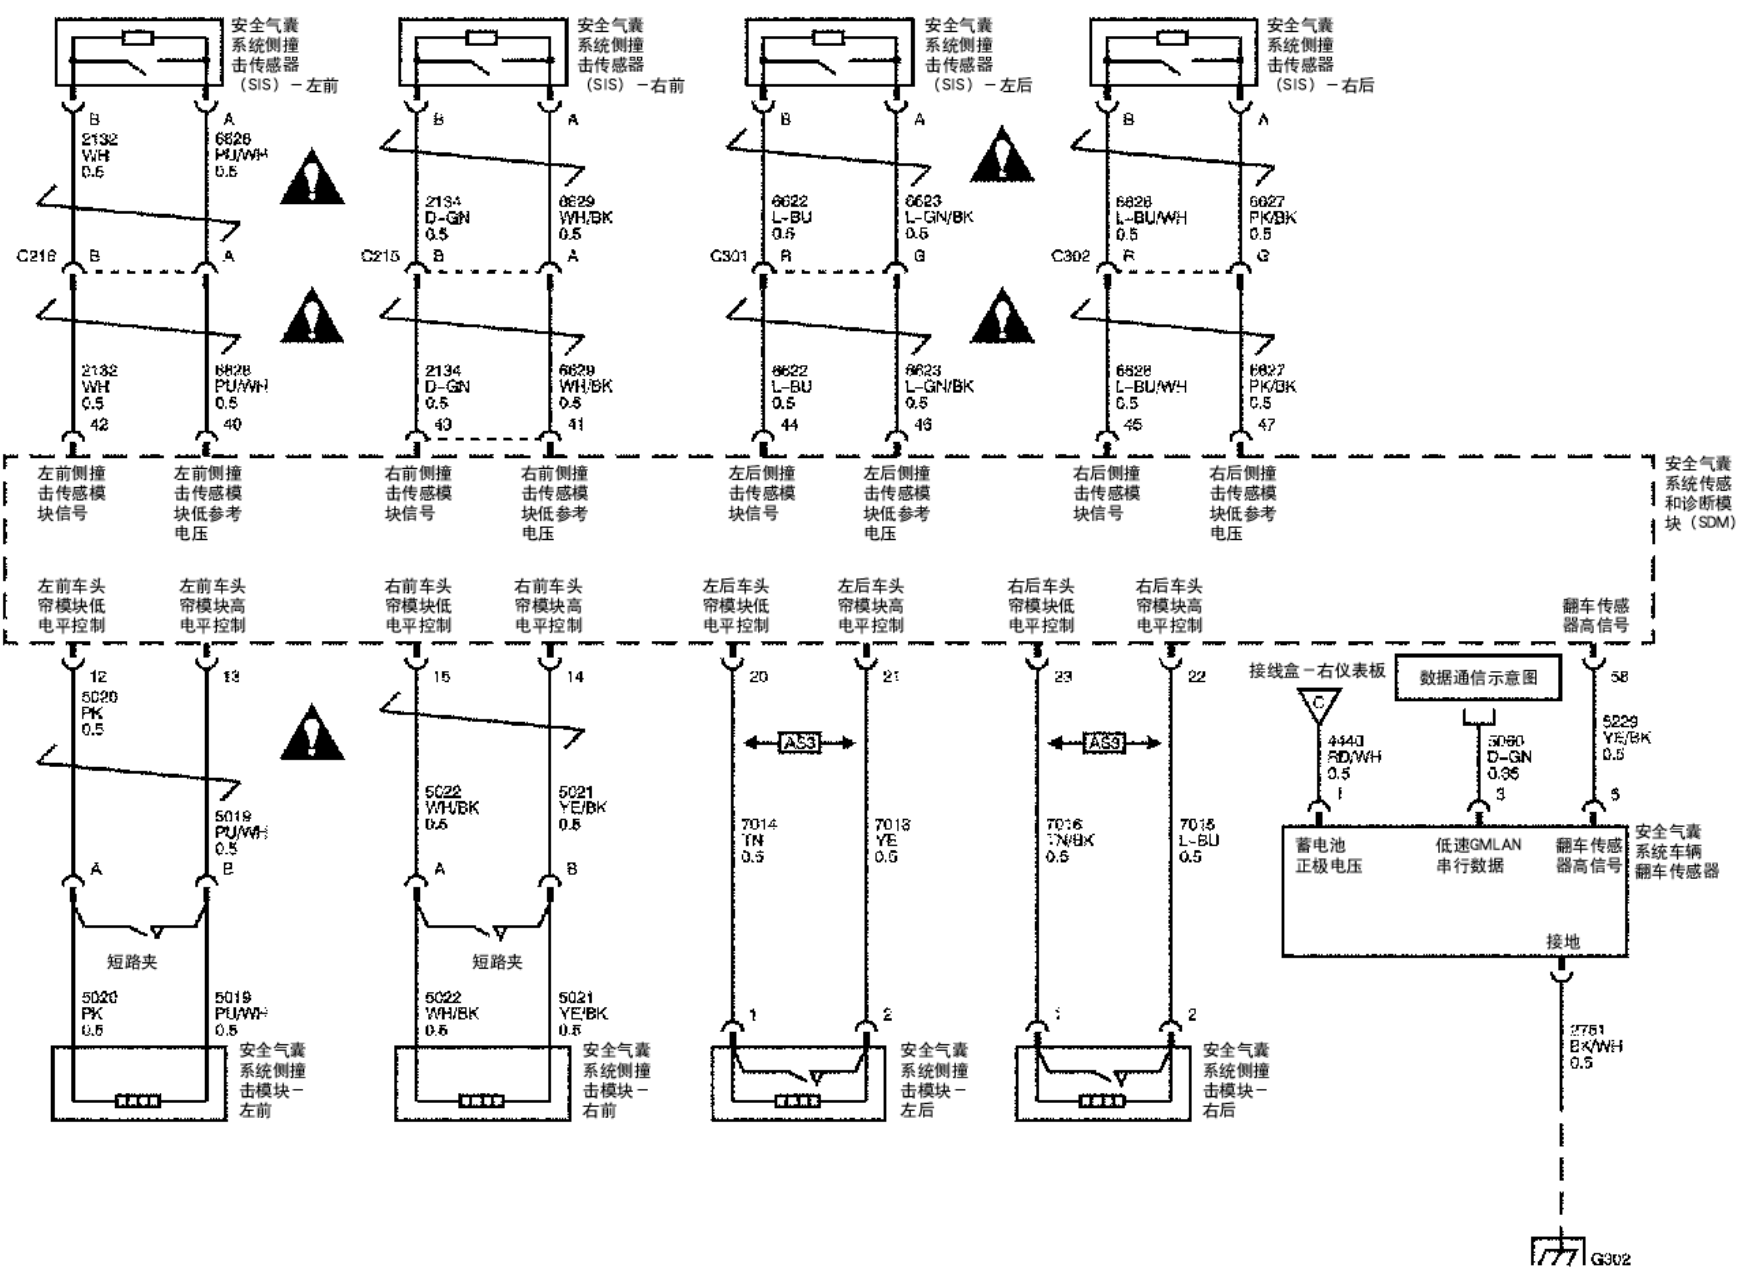 安全气囊
系统侧撞
击传感器
（SIS）－左前
安全气囊
系统侧撞
击传感器
（SIS）－右前
安全气囊
系统侧撞
击传感器
（SIS）－左后
安全气囊
系统侧撞
击传感器
（SIS）－右后
B
A
B
A
B
A
B
A
2132
WH
0.5
PU/WH
0.5
2134
D-GN
0.5
6629
WH/BK
0.5
6622
L-BU
0.5
6623
L-GN/BK
0.5
L-BU/WH
0.5
6627
PK/BK
0.5
B
A
C215
B
A
C301
R
G
C302
R
G
2132
WH
0.5
PU/WH
0.5
2134
D-GN
0.5
6629
WH/BK
0.5
6622
L-BU
0.5
6623
L-GN/BK
0.5
L-BU/WH
0.5
6627
PK/BK
0.5
42
40
43
41
44
46
45
47
左前侧撞
击传感模
块信号
左前侧撞
击传感模
块低参考
电压
右前侧撞
击传感模
块信号
右前侧撞
击传感模
块低参考
电压
左后侧撞
击传感模
块信号
左后侧撞
击传感模
块低参考
电压
右后侧撞
击传感模
块信号
右后侧撞
击传感模
块低参考
电压
安全气囊
系统传感
和诊断模
块（SDM）
左前车头
帘模块低
电平控制
左前车头
帘模块高
电平控制
右前车头
帘模块低
电平控制
右前车头
帘模块高
电平控制
左后车头
帘模块低
电平控制
左后车头
帘模块高
电平控制
右后车头
帘模块低
电平控制
右后车头
帘模块高
电平控制
翻车传感
器高信号
12
13
15
14
20
21
23
22
接线盒－右仪表板
数据通信示意图
C
5020
PK
0.5
5019
PU/WH
0.5
5022
WH/BK
0.5
5021
YE/BK
0.5
AS3
AS3
7014
TN
0.5
7013
YE
0.5
7016
TN/BK
0.5
7015
L-BU
0.5
4440
RD/WH
0.5
5060
D-GN
0.35
5229
YE/BK
0.5
1
3
蓄电池
正极电压
低速GMLAN
串行数据
翻车传感
器高信号
安全气囊
系统车辆
翻车传感器
接地
A
B
A
B
短路夹
短路夹
5020
PK
0.5
5019
PU/WH
0.5
5022
WH/BK
0.5
5021
YE/BK
0.5
1
2
1
2
安全气囊
系统侧撞
击模块－
左前
安全气囊
系统侧撞
击模块－
右前
安全气囊
系统侧撞
击模块－
左后
安全气囊
系统侧撞
击模块－
右后
BK/WH
0.5
G302